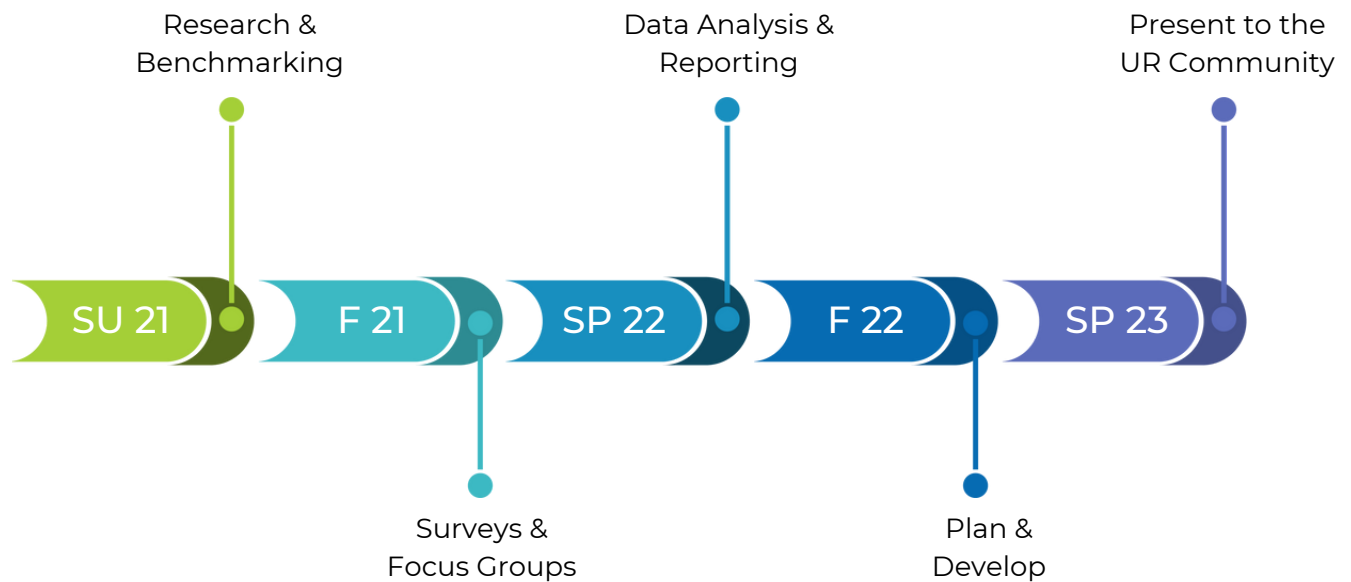 Research &
Benchmarking
Data Analysis &
Reporting
Present to the
UR Community
SU 21
F 21
SP 22
F 22
SP 23
Surveys &
Focus Groups
Plan &
Develop